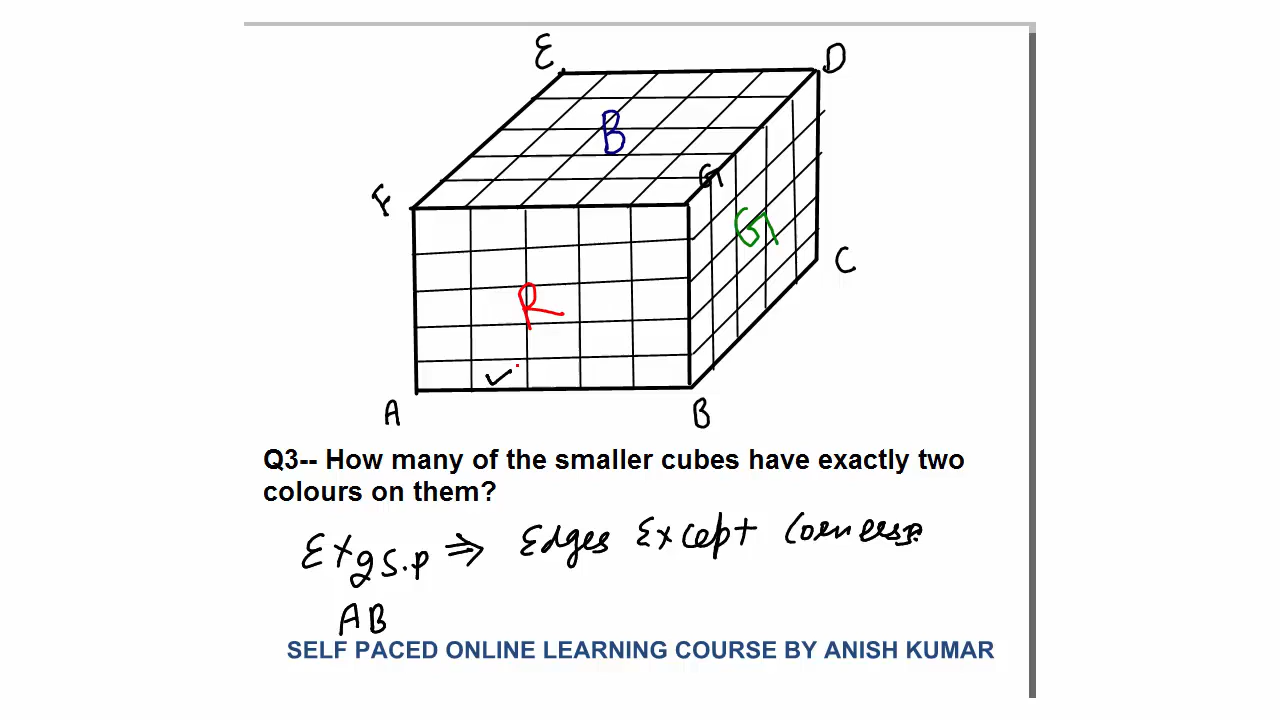 E
D
B
F
G
G
R
C
A
B
Q3-- How many of the smaller cubes have exactly two
colours on them?
Ex 2 S.P ⇒ Edges Except Corners.
AB
SELF PACED ONLINE LEARNING COURSE BY ANISH KUMAR